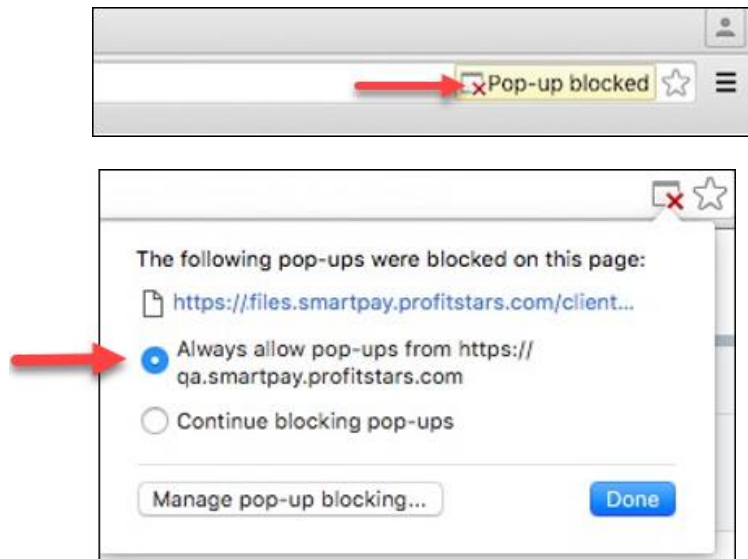 Pop-up blocked
The following pop-ups were blocked on this page:
https://files.smartpay.profitstars.com/client...
Always allow pop-ups from https://
qa.smartpay.profitstars.com
Continue blocking pop-ups
Manage pop-up blocking...
Done